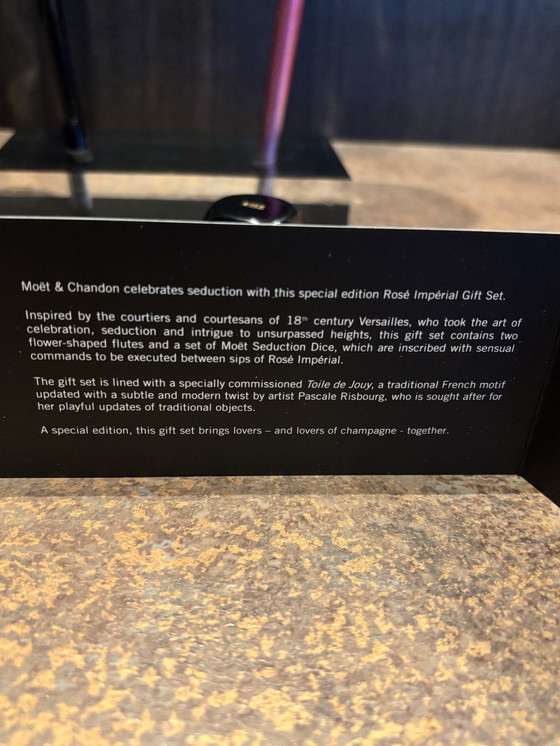 Moët & Chandon celebrates seduction with this special edition Rosé Impérial Gift Set.
Inspired by the courtiers and courtesans of 18th century Versailles, who took the art of
celebration, seduction and intrigue to unsurpassed heights, this gift set contains two
flower-shaped flutes and a set of Moët Seduction Dice, which are inscribed with sensual
commands to be executed between sips of Rosé Impérial.
The gift set is lined with a specially commissioned Toile de Jouy, a traditional French motif
updated with a subtle and modern twist by artist Pascale Risbourg, who is sought after for
her playful updates of traditional objects.
A special edition, this gift set brings lovers – and lovers of champagne - together.